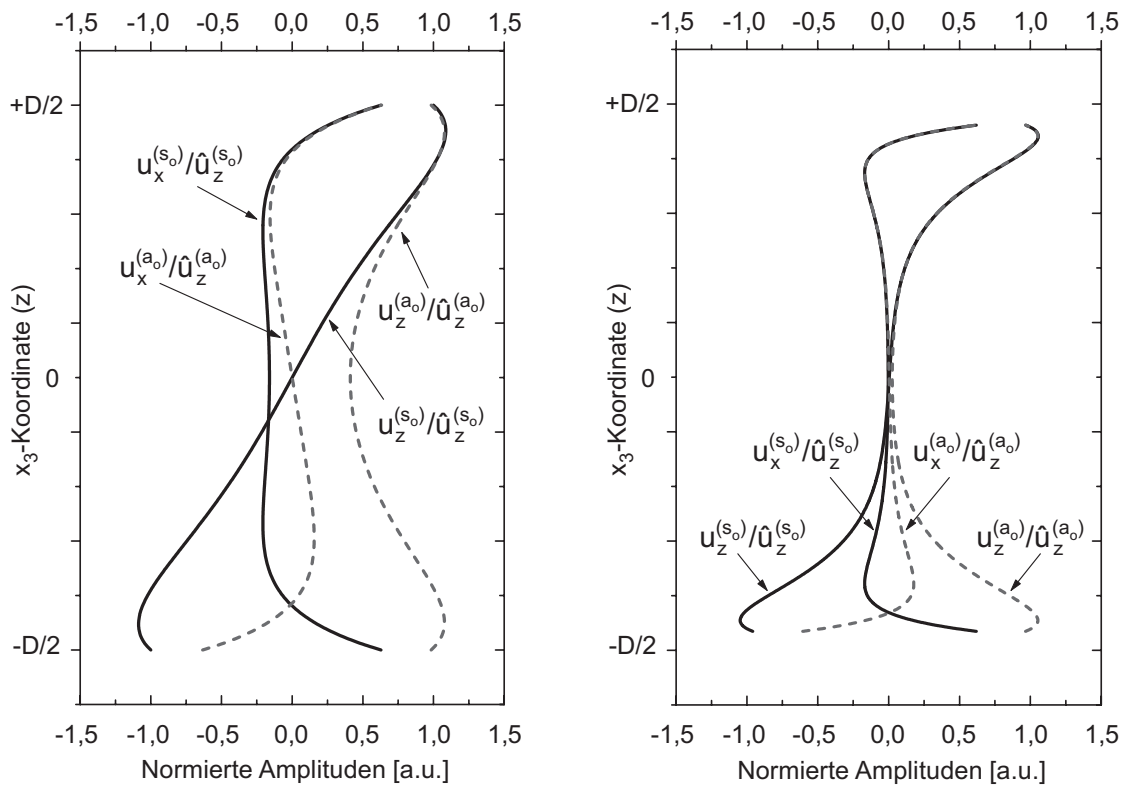 -1,5 -1,0 -0,5 0,0 0,5 1,0 1,5
+D/2
u_x^(s_o)/û_z^(s_o)
u_x^(a_o)/û_z^(a_o)
u_z^(a_o)/û_z^(a_o)
0
u_z^(s_o)/û_z^(s_o)
-D/2
x₃-Koordinate (z)
-1,5 -1,0 -0,5 0,0 0,5 1,0 1,5
Normierte Amplituden [a.u.]
-1,5 -1,0 -0,5 0,0 0,5 1,0 1,5
+D/2
0
u_x^(s_o)/û_z^(s_o) u_x^(a_o)/û_z^(a_o)
u_z^(s_o)/û_z^(s_o) u_z^(a_o)/û_z^(a_o)
-D/2
x₃-Koordinate (z)
-1,5 -1,0 -0,5 0,0 0,5 1,0 1,5
Normierte Amplituden [a.u.]